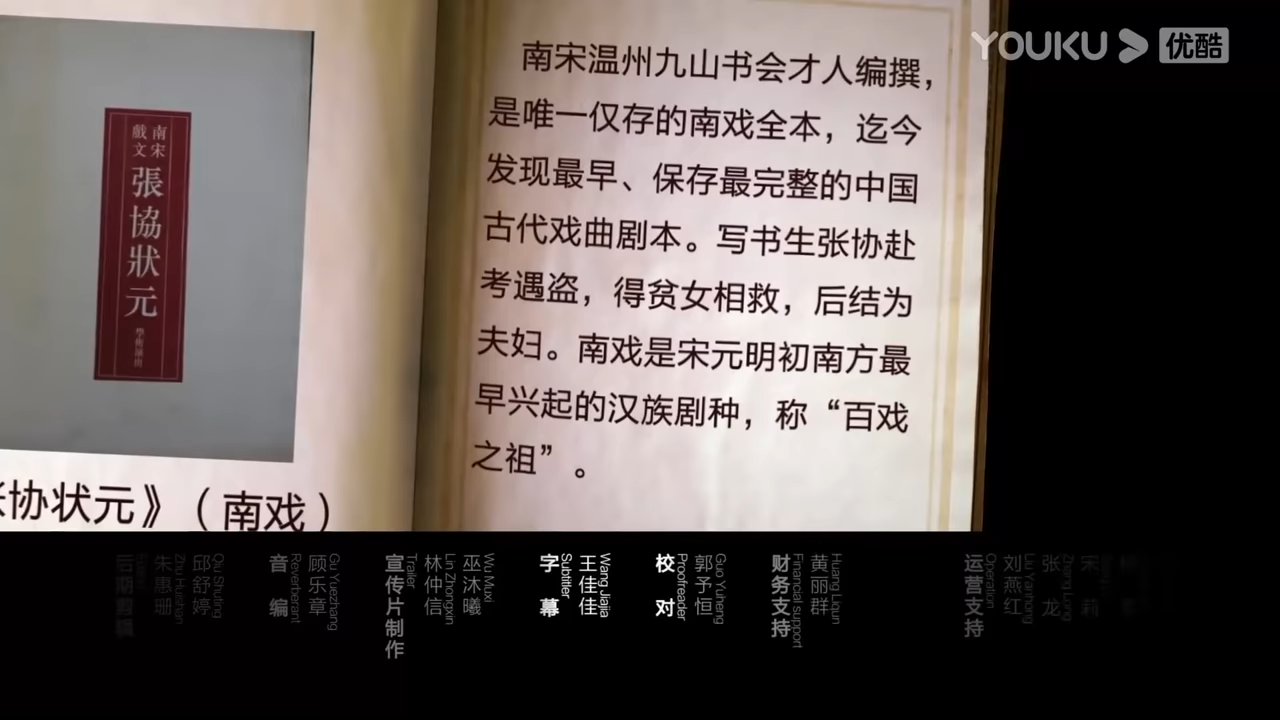 YOUKU 优酷
南宋
戲文
張協狀元
學術演出
协状元》（南戏）
南宋温州九山书会才人编撰，
是唯一仅存的南戏全本，迄今
发现最早、保存最完整的中国
古代戏曲剧本。写书生张协赴
考遇盗，得贫女相救，后结为
夫妇。南戏是宋元明初南方最
早兴起的汉族剧种，称“百戏
之祖”。
朱惠珊
Zhu Huishan
邱舒婷
Qiu Shuting
音编
Reverberant
顾乐章
Gu Yuezhang
宣传片制作
Trailer
林仲信
Lin Zhongxin
巫沐曦
Wu Muxi
字幕
Subtitler
王佳佳
Wang Jiajia
校对
Proofreader
郭予恒
Guo Yuheng
财务支持
Financial support
黄丽群
Huang Liqun
运营支持
Operation
刘燕红
Liu Yanhong
张龙
Zhang Long
宋莉